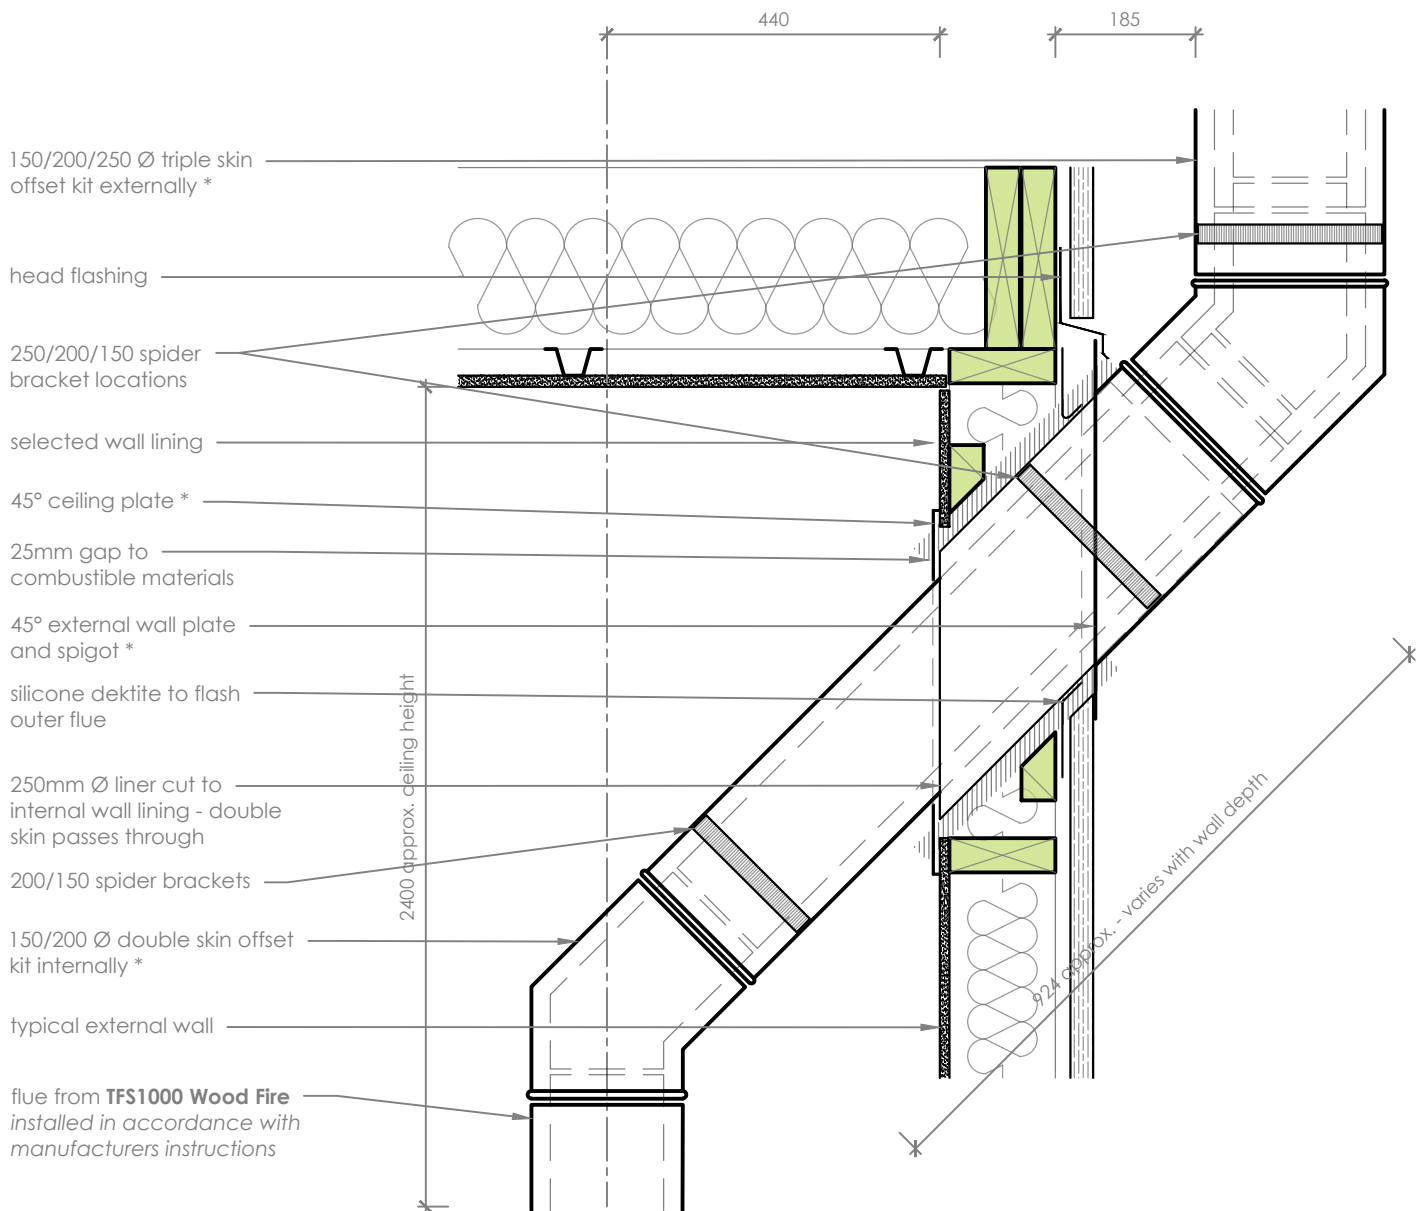 440
185
150/200/250 Ø triple skin
offset kit externally *
head flashing
250/200/150 spider
bracket locations
selected wall lining
45° ceiling plate *
25mm gap to
combustible materials
45° external wall plate
and spigot *
silicone dektite to flash
outer flue
250mm Ø liner cut to
internal wall lining - double
skin passes through
200/150 spider brackets
150/200 Ø double skin offset
kit internally *
typical external wall
flue from TFS1000 Wood Fire
installed in accordance with
manufacturers instructions
2400 approx. ceiling height
924 approx. - varies with wall depth